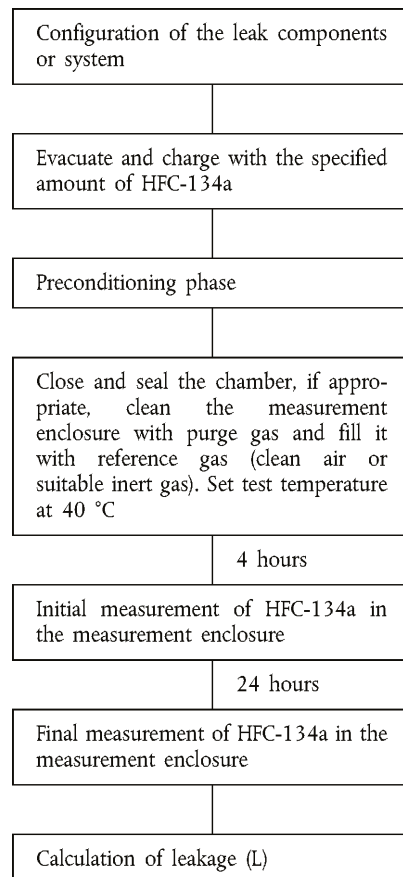 Configuration of the leak components
or system
Evacuate and charge with the specified
amount of HFC-134a
Preconditioning phase
Close and seal the chamber, if appro-
priate, clean the measurement
enclosure with purge gas and fill it
with reference gas (clean air or
suitable inert gas). Set test temperature
at 40 °C
4 hours
Initial measurement of HFC-134a in
the measurement enclosure
24 hours
Final measurement of HFC-134a in the
measurement enclosure
Calculation of leakage (L)